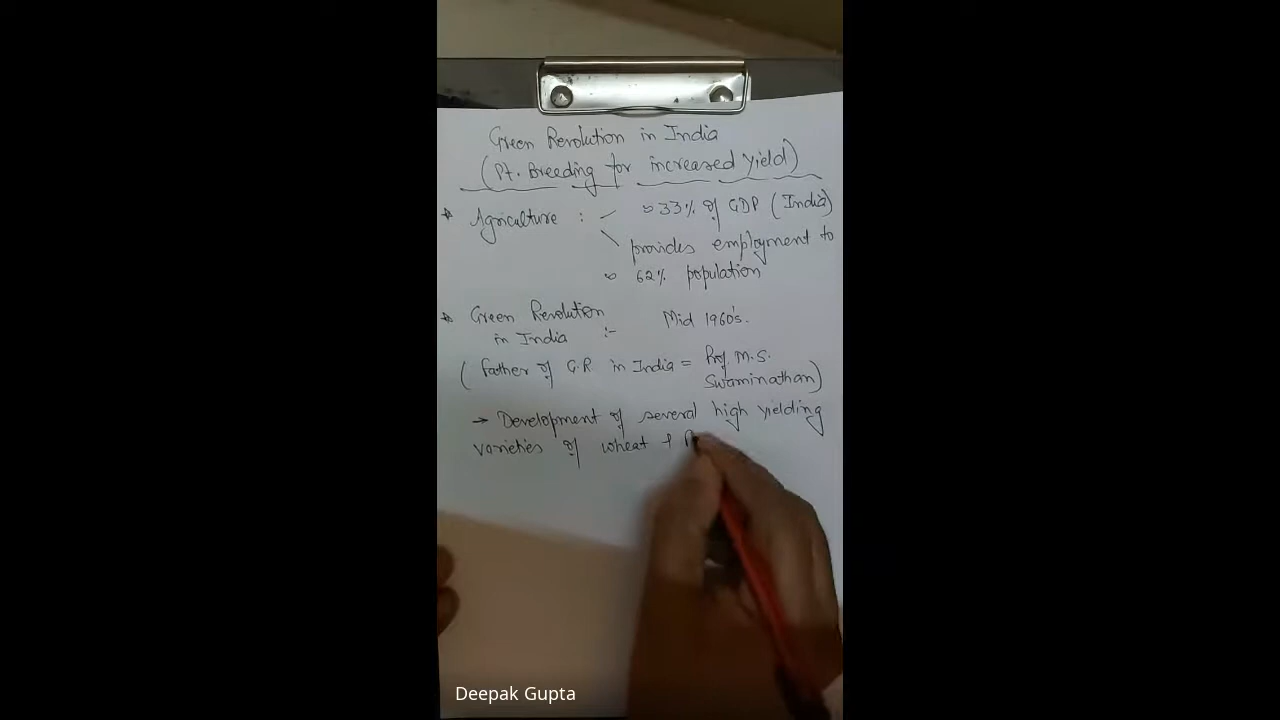 Green Revolution in India
(Pt. Breeding for increased yield)
* Agriculture : ≈ 33% of GDP (India)
provides employment to
≈ 62% population
* Green Revolution
in India :- Mid 1960's.
(Father of G.R. in India = Prof. M.S.
Swaminathan)
→ Development of several high yielding
varieties of wheat &
Deepak Gupta